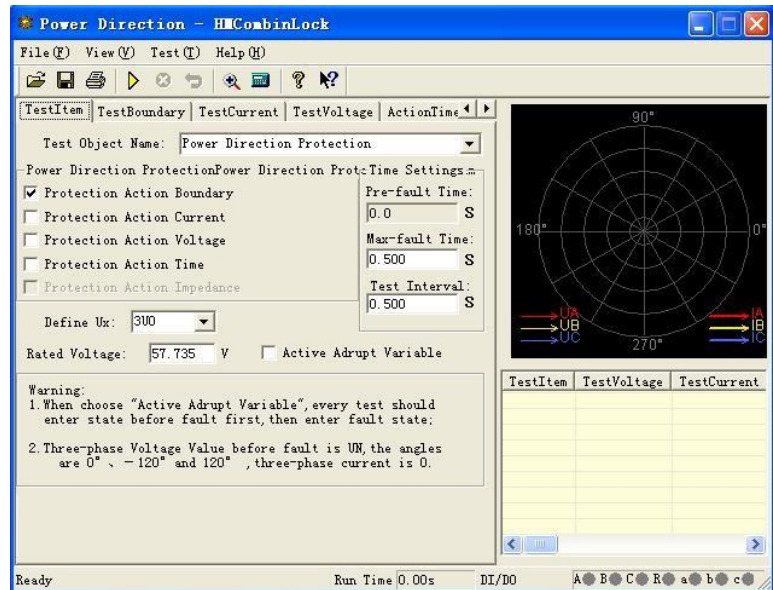 Power Direction - HMCombinLock
File(F) View(V) Test(T) Help(H)
TestItem TestBoundary TestCurrent TestVoltage ActionTime
Test Object Name: Power Direction Protection
Power Direction ProtectionPower Direction Prote
Time Settings
Protection Action Boundary
Pre-fault Time:
0.0 S
Protection Action Current
Protection Action Voltage
Max-fault Time:
0.500 S
Protection Action Time
Protection Action Impedance
Test Interval:
0.500 S
Define Ux: 3U0
Rated Voltage: 57.735 V Active Adrupt Variable
Warning:
1. When choose "Active Adrupt Variable", every test should
enter state before fault first, then enter fault state;
2. Three-phase Voltage Value before fault is UN, the angles
are 0° 、 -120° and 120° , three-phase current is 0.
90°
180° 0°
270°
UA IA
UB IB
UC IC
TestItem TestVoltage TestCurrent
Ready Run Time 0.00s DI/DO A B C R a b c